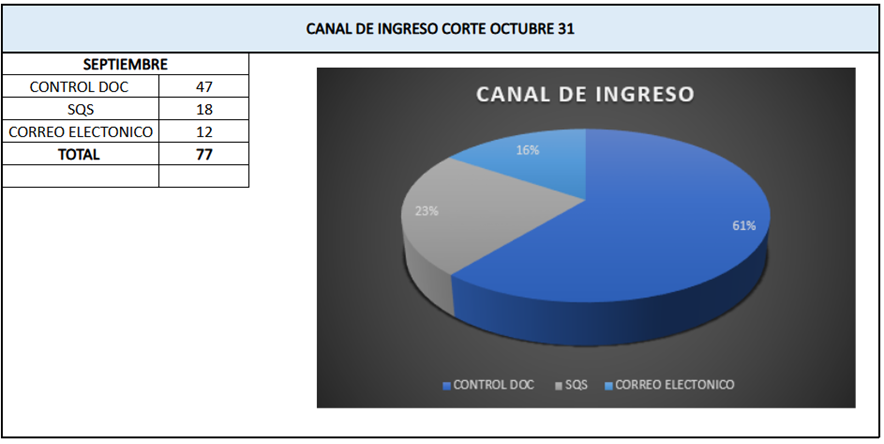 CANAL DE INGRESO CORTE OCTUBRE 31
SEPTIEMBRE
CONTROL DOC 47
SQS 18
CORREO ELECTONICO 12
TOTAL 77
CANAL DE INGRESO
16%
23%
61%
CONTROL DOC SQS CORREO ELECTONICO